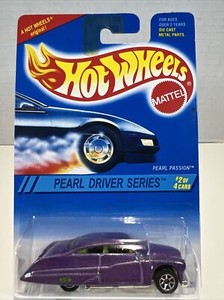 A HOT WHEELS™
original!
FOR AGES
OVER 3 YEARS
DIE CAST
METAL PARTS
Hot Wheels
MATTEL
PEARL PASSION™
PEARL DRIVER SERIES™
#2 OF
4 CARS